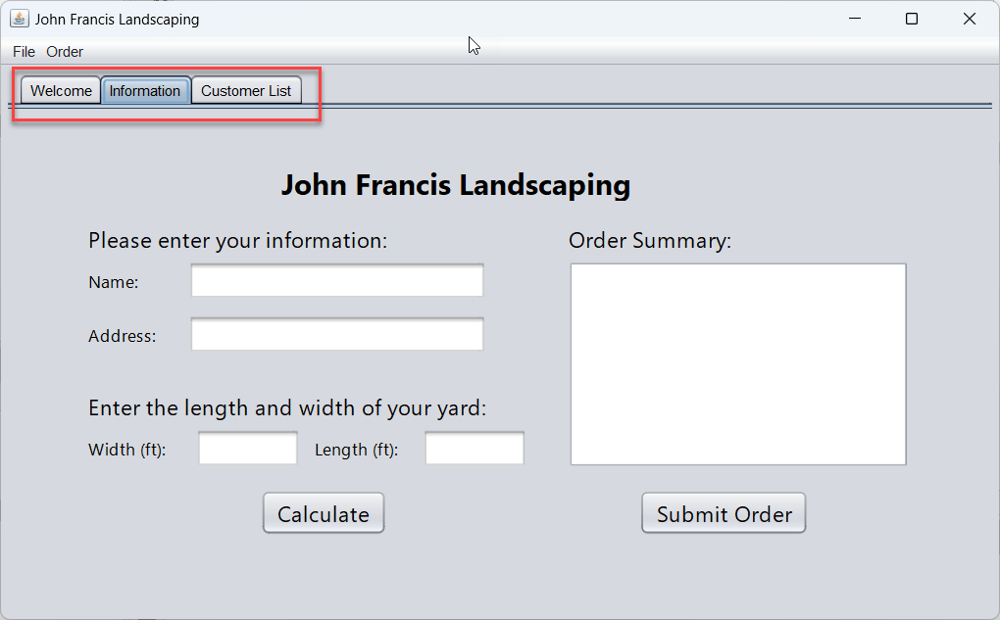 John Francis Landscaping
File Order
Welcome Information Customer List
John Francis Landscaping
Please enter your information:
Name:
Address:
Enter the length and width of your yard:
Width (ft): Length (ft):
Calculate
Order Summary:
Submit Order